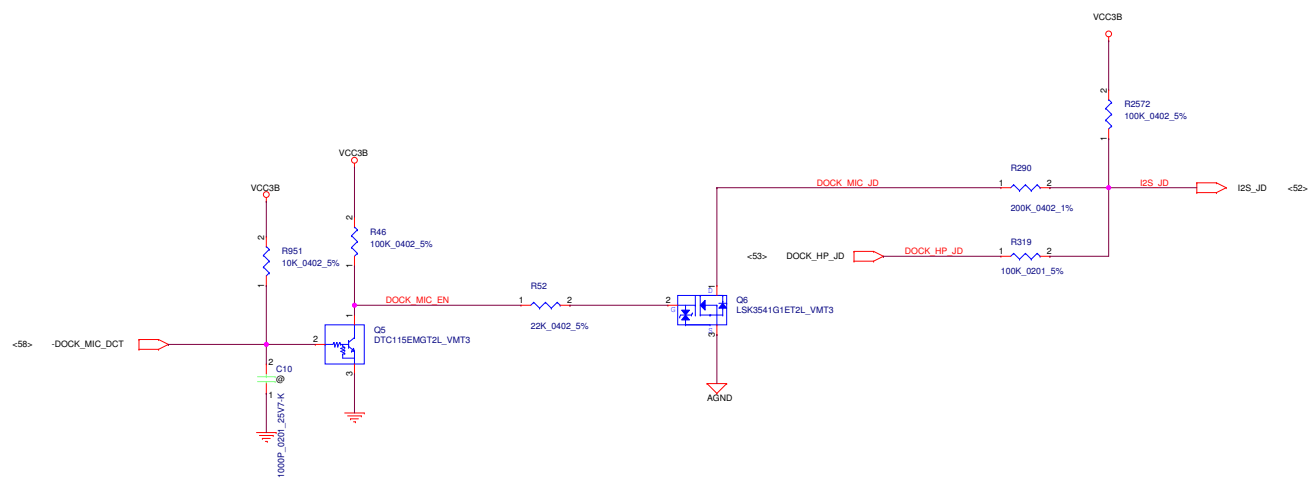 VCC3B
2
R2572
100K_0402_5%
1
VCC3B
R290
DOCK_MIC_JD
1
2
I2S_JD
I2S_JD
<52>
VCC3B
200K_0402_1%
2
R46
100K_0402_5%
1
R319
2
R951
10K_0402_5%
1
<53>
DOCK_HP_JD
DOCK_HP_JD
1
2
100K_0201_5%
R52
DOCK_MIC_EN
1
2
22K_0402_5%
1
2
Q6
LSK3541G1ET2L_VMT3
3
1
Q5
DTC115EMGT2L_VMT3
<58>
-DOCK_MIC_DCT
2
3
2
C10
@
1
1000P_0201_25V7-K
AGND